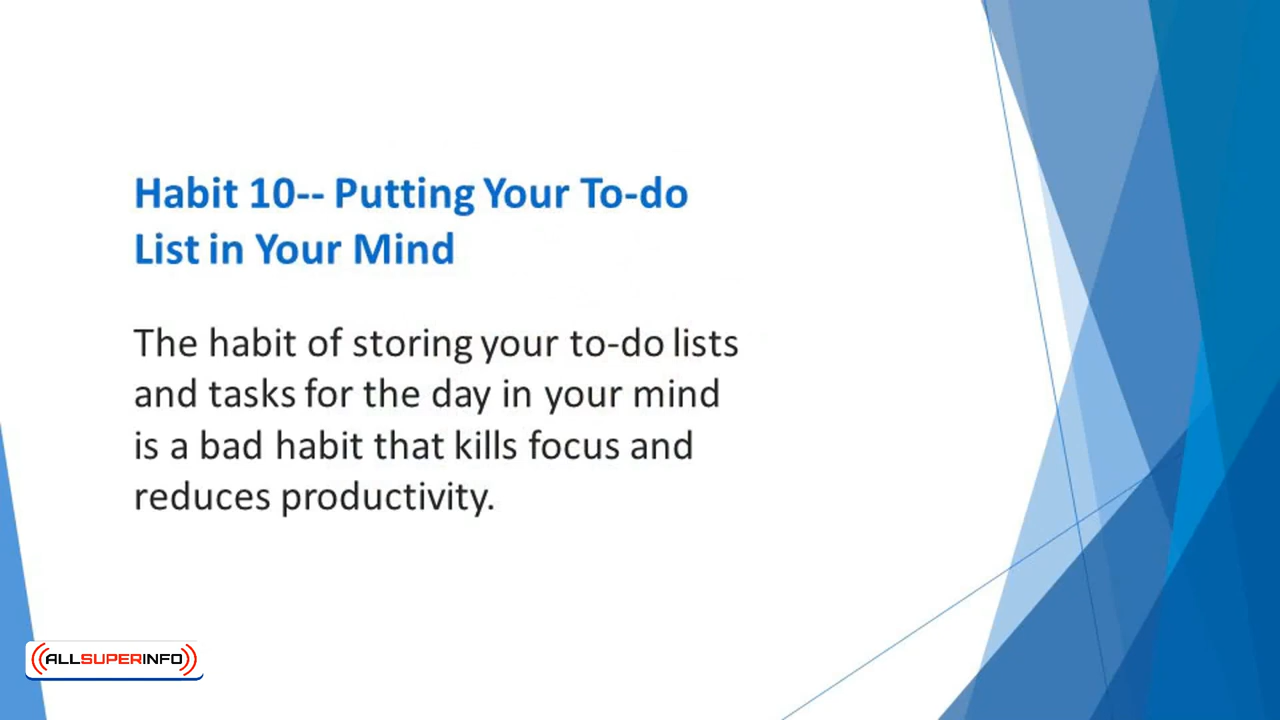 Habit 10-- Putting Your To-do
List in Your Mind
The habit of storing your to-do lists
and tasks for the day in your mind
is a bad habit that kills focus and
reduces productivity.
ALLSUPERINFO